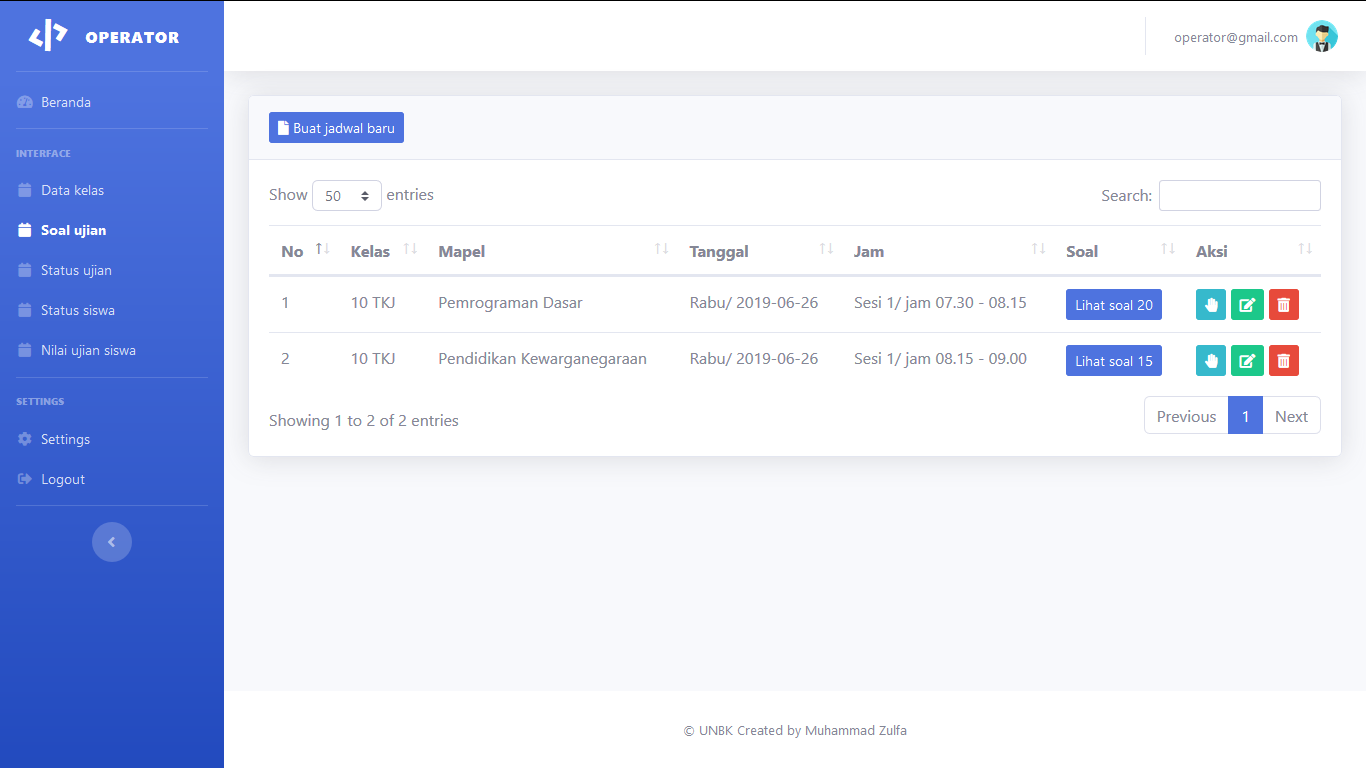 OPERATOR
operator@gmail.com
Beranda
INTERFACE
Data kelas
Soal ujian
Status ujian
Status siswa
Nilai ujian siswa
SETTINGS
Settings
Logout
Buat jadwal baru
Show 50 entries
Search:
No Kelas Mapel Tanggal Jam Soal Aksi
1 10 TKJ Pemrograman Dasar Rabu/ 2019-06-26 Sesi 1/ jam 07.30 - 08.15 Lihat soal 20
2 10 TKJ Pendidikan Kewarganegaraan Rabu/ 2019-06-26 Sesi 1/ jam 08.15 - 09.00 Lihat soal 15
Showing 1 to 2 of 2 entries
Previous 1 Next
© UNBK Created by Muhammad Zulfa